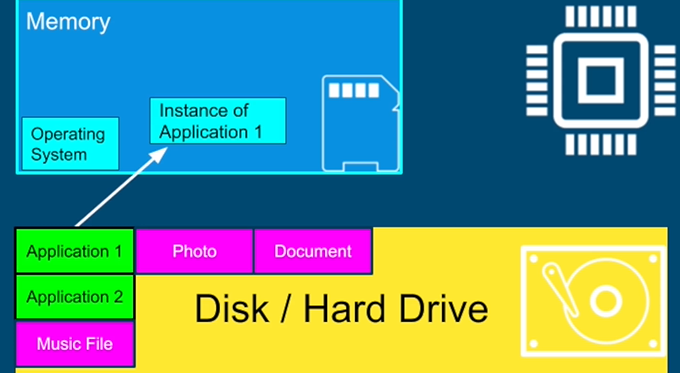 Memory
Instance of
Application 1
Operating
System
Application 1
Photo
Document
Application 2
Disk / Hard Drive
Music File